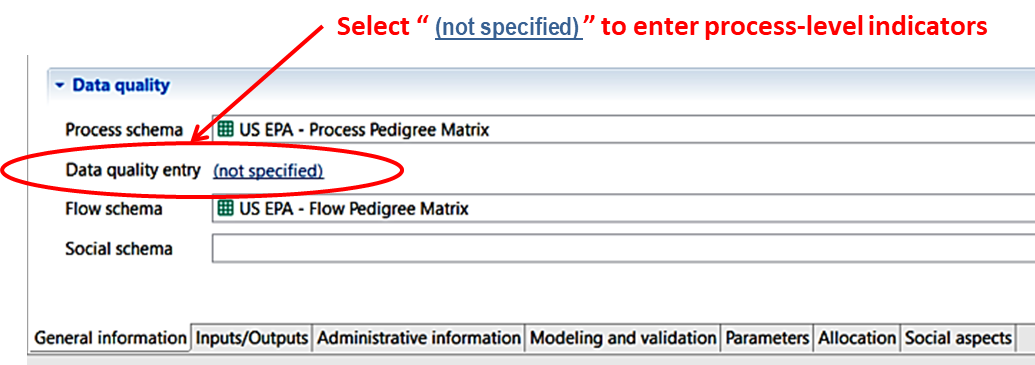 Select “ (not specified) ” to enter process-level indicators
Data quality
Process schema US EPA - Process Pedigree Matrix
Data quality entry (not specified)
Flow schema US EPA - Flow Pedigree Matrix
Social schema
General information Inputs/Outputs Administrative information Modeling and validation Parameters Allocation Social aspects